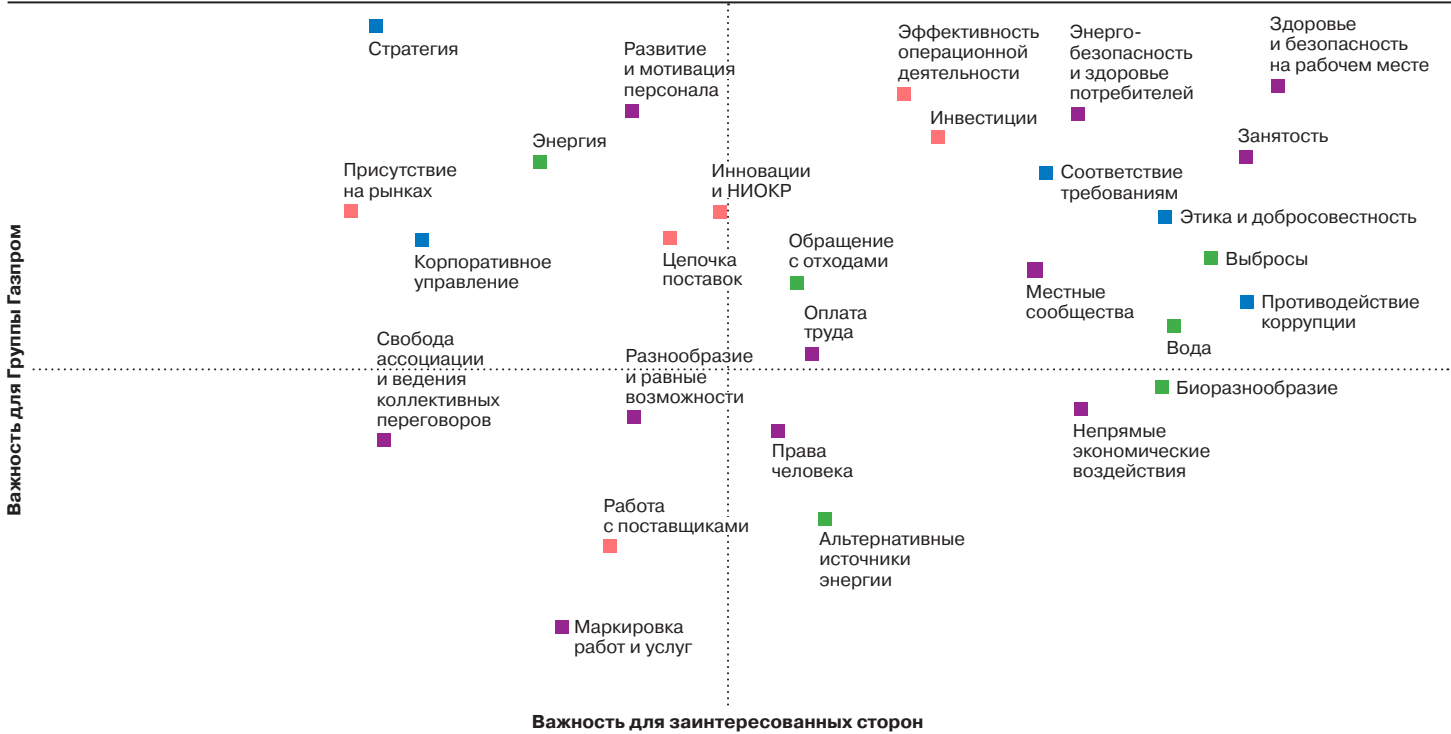 Стратегия
Развитие
и мотивация
персонала
Эффективность
операционной
деятельности
Энерго-
безопасность
и здоровье
потребителей
Здоровье
и безопасность
на рабочем месте
Инвестиции
Занятость
Энергия
Присутствие
на рынках
Инновации
и НИОКР
Соответствие
требованиям
Этика и добросовестность
Корпоративное
управление
Цепочка
поставок
Обращение
с отходами
Выбросы
Местные
сообщества
Противодействие
коррупции
Оплата
труда
Вода
Свобода
ассоциации
и ведения
коллективных
переговоров
Разнообразие
и равные
возможности
Биоразнообразие
Права
человека
Непрямые
экономические
воздействия
Работа
с поставщиками
Альтернативные
источники
энергии
Маркировка
работ и услуг
Важность для Группы Газпром
Важность для заинтересованных сторон